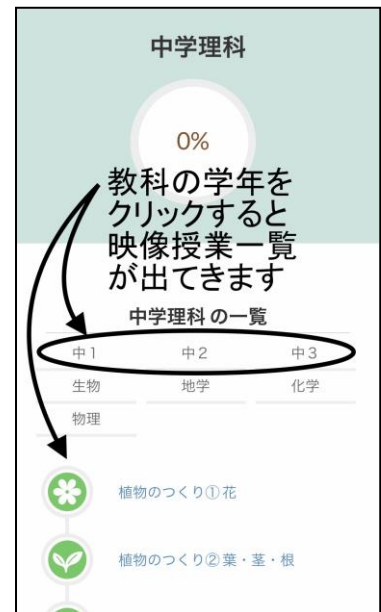 中学理科
0%
教科の学年を
クリックすると
映像授業一覧
が出てきます
中学理科 の一覧
中1 中2 中3
生物 地学 化学
物理
植物のつくり①花
植物のつくり②葉・茎・根